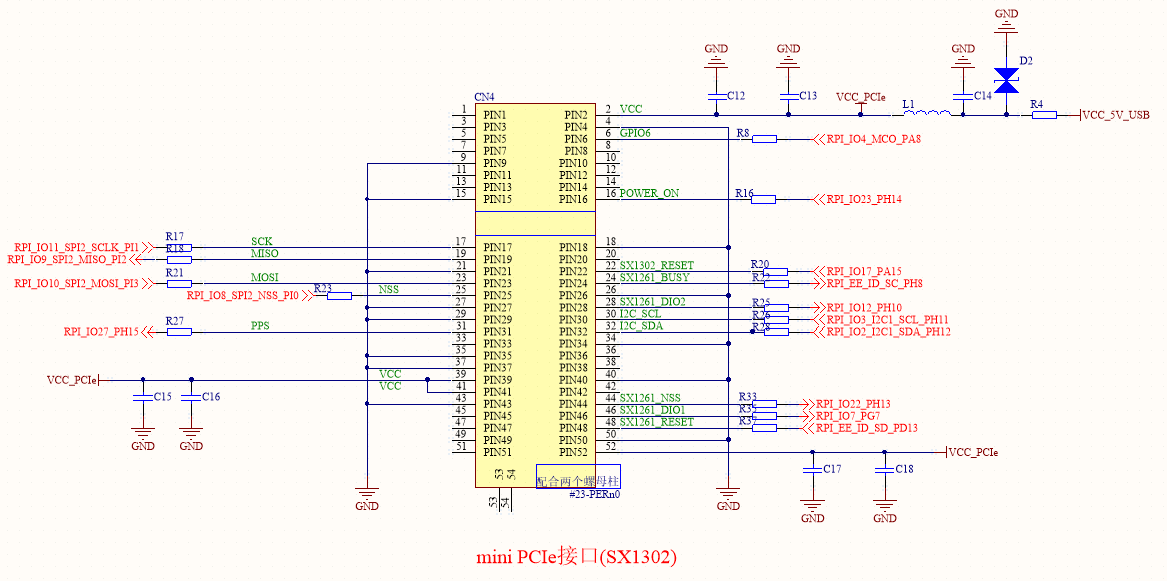 GND
D2
GND
GND
GND
CN4
C12
C13
VCC_PCIe
L1
C14
R4
VCC_5V_USB
1 PIN1 PIN2 2 VCC
3 PIN3 PIN4 4
5 PIN5 PIN6 6 GPIO6 R8 RPI_IO4_MCO_PA8
7 PIN7 PIN8 8
9 PIN9 PIN10 10
11 PIN11 PIN12 12
13 PIN13 PIN14 14
15 PIN15 PIN16 16 POWER_ON R16 RPI_IO23_PH14
RPI_IO11_SPI2_SCLK_PI1 R17 SCK 17 PIN17 PIN18 18
RPI_IO9_SPI2_MISO_PI2 R18 MISO 19 PIN19 PIN20 20
21 PIN21 PIN22 22 SX1302_RESET R20 RPI_IO17_PA15
RPI_IO10_SPI2_MOSI_PI3 R21 MOSI 23 PIN23 PIN24 24 SX1261_BUSY RPI_EE_ID_SC_PH8
RPI_IO8_SPI2_NSS_PI0 R23 NSS 25 PIN25 PIN26 26
27 PIN27 PIN28 28 SX1261_DIO2 R25 RPI_IO12_PH10
29 PIN29 PIN30 30 I2C_SCL R26 RPI_IO3_I2C1_SCL_PH11
RPI_IO27_PH15 R27 PPS 31 PIN31 PIN32 32 I2C_SDA R28 RPI_IO2_I2C1_SDA_PH12
33 PIN33 PIN34 34
35 PIN35 PIN36 36
37 PIN37 PIN38 38
VCC_PCIe VCC 39 PIN39 PIN40 40
VCC 41 PIN41 PIN42 42
C15 C16 43 PIN43 PIN44 44 SX1261_NSS R33 RPI_IO22_PH13
45 PIN45 PIN46 46 SX1261_DIO1 RPI_IO7_PG7
47 PIN47 PIN48 48 SX1261_RESET R37 RPI_EE_ID_SD_PD13
49 PIN49 PIN50 50
51 PIN51 PIN52 52 VCC_PCIe
GND GND
C17 C18
53 54
配合两个螺母柱
#23-PERn0
53 54
GND
GND
GND
GND
mini PCIe接口(SX1302)